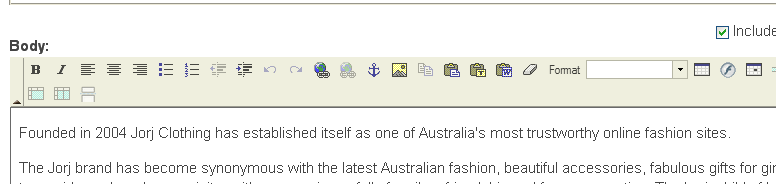 Include
Body:
B I Format
Founded in 2004 Jorj Clothing has established itself as one of Australia's most trustworthy online fashion sites.
The Jorj brand has become synonymous with the latest Australian fashion, beautiful accessories, fabulous gifts for gir